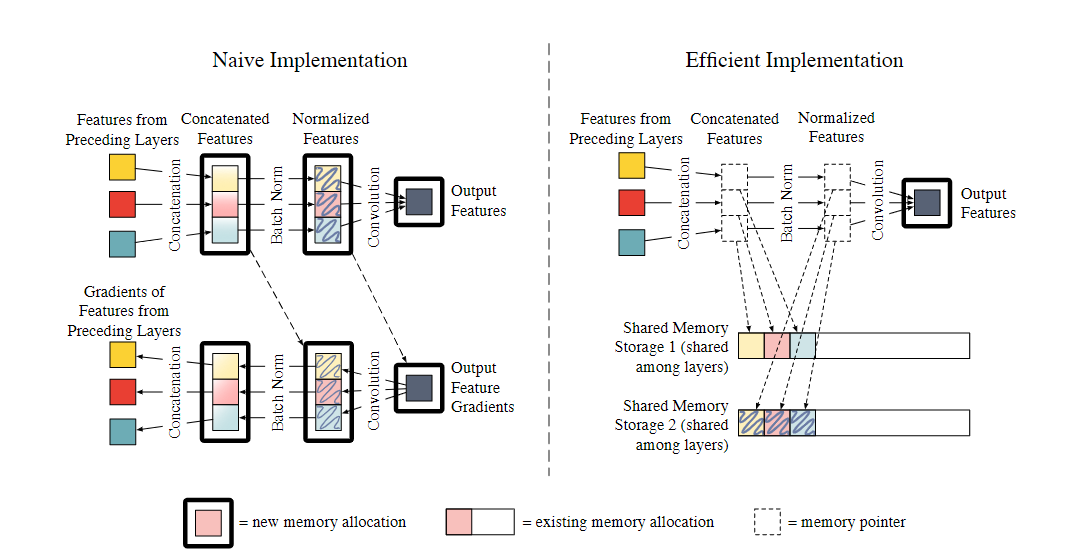 Naive Implementation
Efficient Implementation
Features from
Preceding Layers
Concatenated
Features
Normalized
Features
Concatenation
Batch Norm
Convolution
Output
Features
Gradients of
Features from
Preceding Layers
Concatenation
Batch Norm
Convolution
Output
Feature
Gradients
Features from
Preceding Layers
Concatenated
Features
Normalized
Features
Concatenation
Batch Norm
Convolution
Output
Features
Shared Memory
Storage 1 (shared
among layers)
Shared Memory
Storage 2 (shared
among layers)
= new memory allocation
= existing memory allocation
= memory pointer